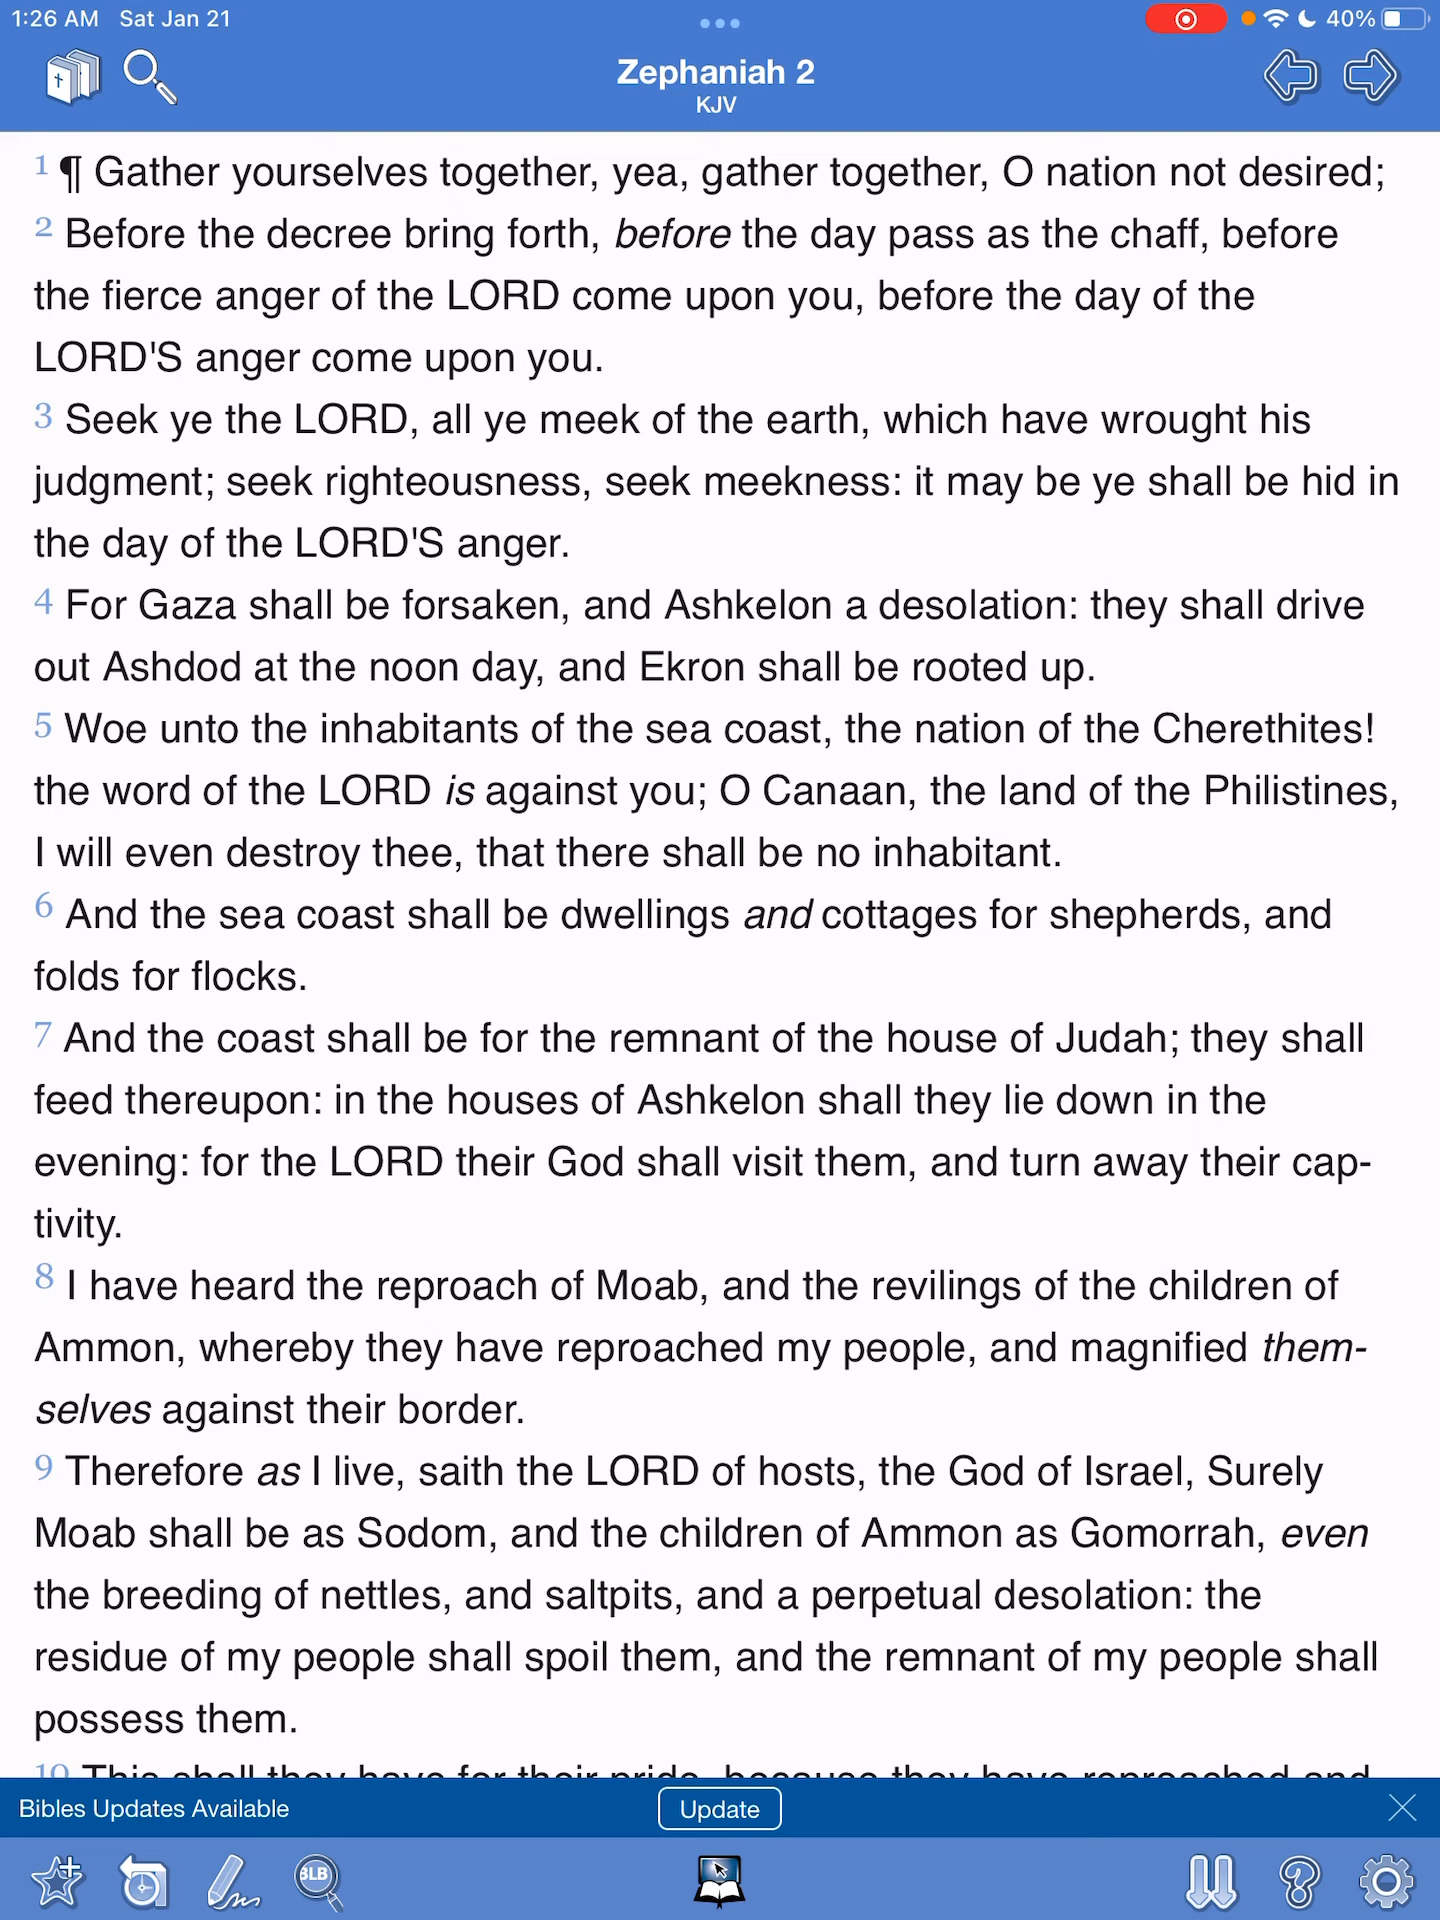 1:26 AM Sat Jan 21
40%
Zephaniah 2
KJV
1 ¶ Gather yourselves together, yea, gather together, O nation not desired;
2 Before the decree bring forth, before the day pass as the chaff, before
the fierce anger of the LORD come upon you, before the day of the
LORD'S anger come upon you.
3 Seek ye the LORD, all ye meek of the earth, which have wrought his
judgment; seek righteousness, seek meekness: it may be ye shall be hid in
the day of the LORD'S anger.
4 For Gaza shall be forsaken, and Ashkelon a desolation: they shall drive
out Ashdod at the noon day, and Ekron shall be rooted up.
5 Woe unto the inhabitants of the sea coast, the nation of the Cherethites!
the word of the LORD is against you; O Canaan, the land of the Philistines,
I will even destroy thee, that there shall be no inhabitant.
6 And the sea coast shall be dwellings and cottages for shepherds, and
folds for flocks.
7 And the coast shall be for the remnant of the house of Judah; they shall
feed thereupon: in the houses of Ashkelon shall they lie down in the
evening: for the LORD their God shall visit them, and turn away their cap-
tivity.
8 I have heard the reproach of Moab, and the revilings of the children of
Ammon, whereby they have reproached my people, and magnified them-
selves against their border.
9 Therefore as I live, saith the LORD of hosts, the God of Israel, Surely
Moab shall be as Sodom, and the children of Ammon as Gomorrah, even
the breeding of nettles, and saltpits, and a perpetual desolation: the
residue of my people shall spoil them, and the remnant of my people shall
possess them.
10 This shall they have for their pride, because they have reproached and
Bibles Updates Available
Update
BLB